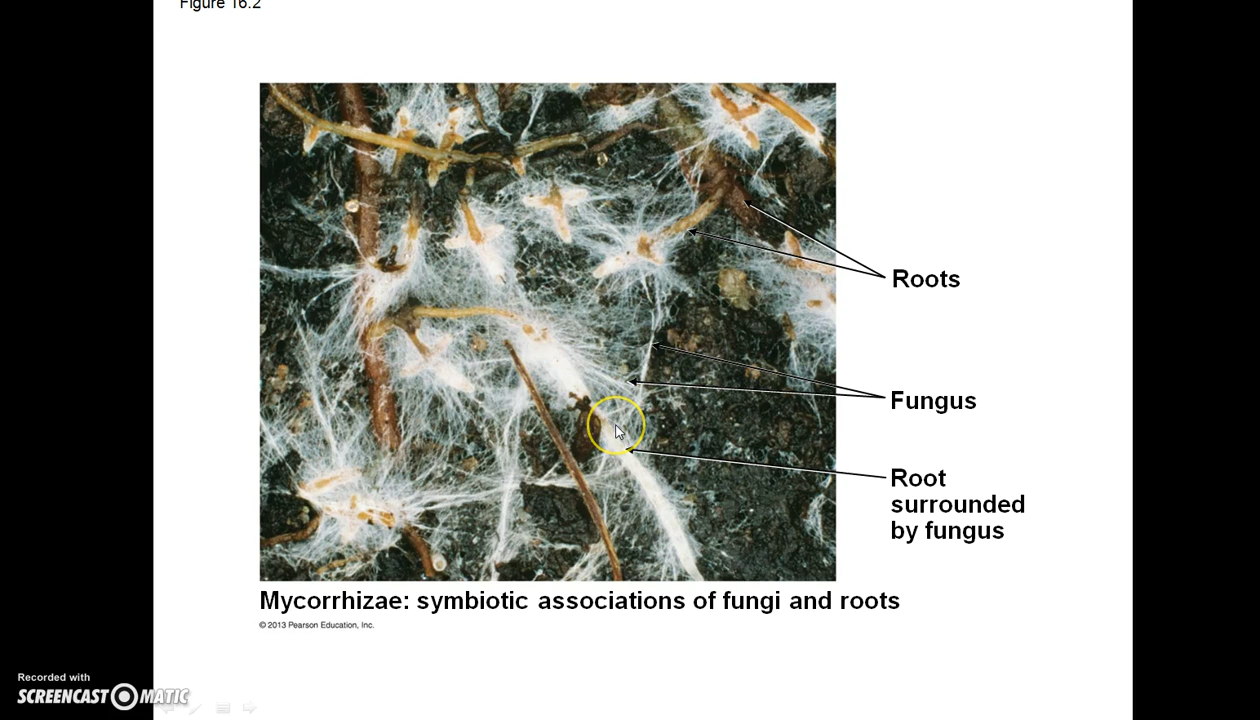 Figure 16.2
Roots
Fungus
Root
surrounded
by fungus
Mycorrhizae: symbiotic associations of fungi and roots
© 2013 Pearson Education, Inc.
Recorded with
SCREENCAST MATIC